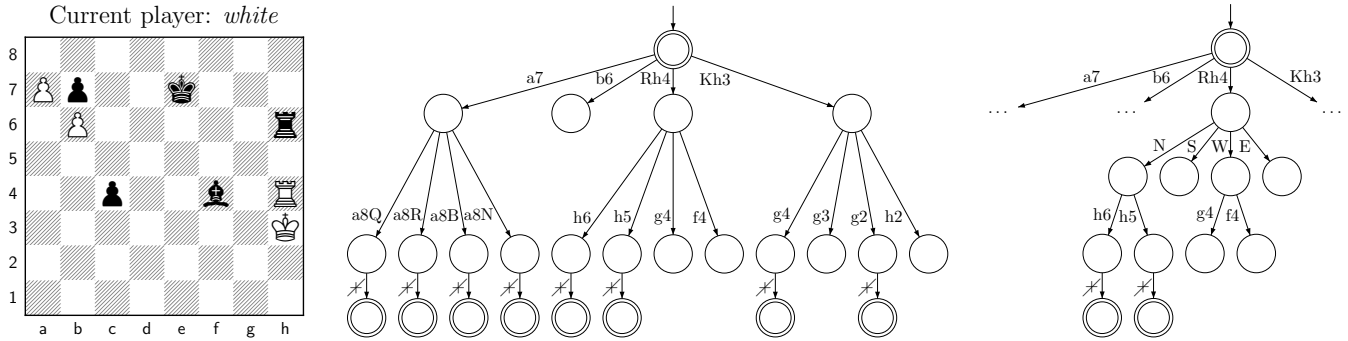 Current player: white
8
7
6
5
4
3
2
1
a b c d e f g h
a7 b6 Rh4 Kh3
a8Q a8R a8B a8N h6 h5 g4 f4 g4 g3 g2 h2
+ + + + + + + +
a7 b6 Rh4 Kh3
... ... ...
N S W E
h6 h5 g4 f4
+ +